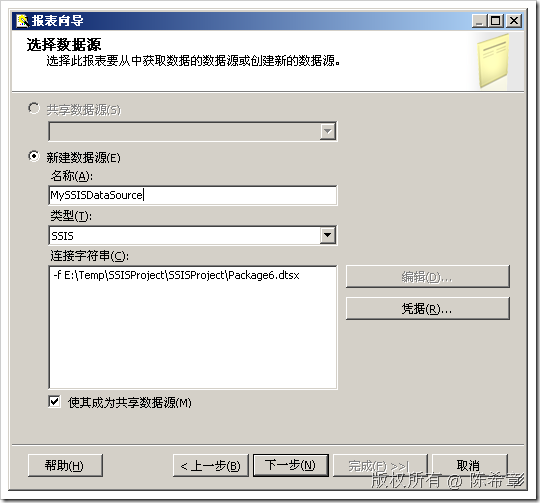 报表向导
选择数据源
选择此报表要从中获取数据的数据源或创建新的数据源。
共享数据源(S)
新建数据源(E)
名称(A):
MySSISDataSource
类型(T):
SSIS
连接字符串(C):
-f E:\Temp\SSISProject\SSISProject\Package6.dtsx
编辑(D)...
凭据(R)...
使其成为共享数据源(M)
帮助(H)
< 上一步(B)
下一步(N)
完成(F) >>|
取消
版权所有 @ 陈希章